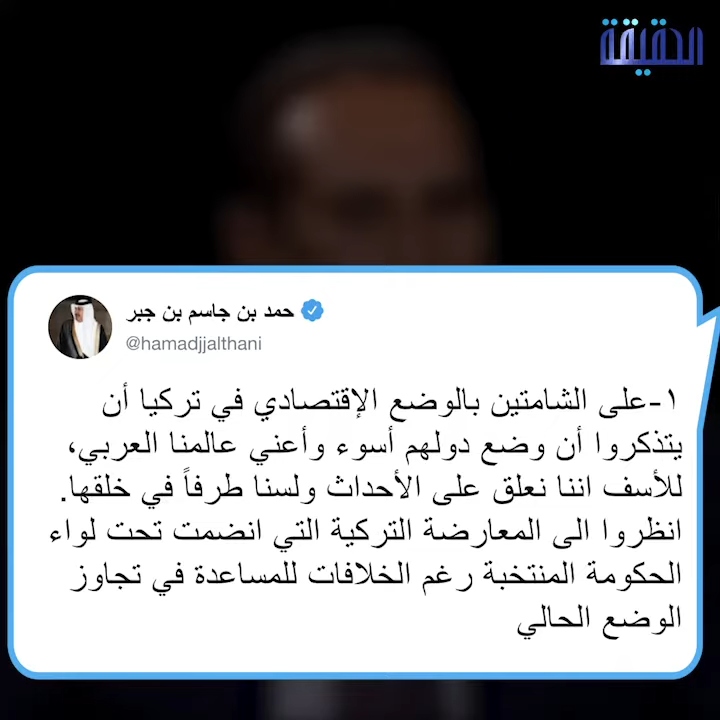 الحقيقة
حمد بن جاسم بن جبر
@hamadjjalthani
١-على الشامتين بالوضع الإقتصادي في تركيا أن
يتذكروا أن وضع دولهم أسوء وأعني عالمنا العربي،
للأسف اننا نعلق على الأحداث ولسنا طرفاً في خلقها.
انظروا الى المعارضة التركية التي انضمت تحت لواء
الحكومة المنتخبة رغم الخلافات للمساعدة في تجاوز
الوضع الحالي